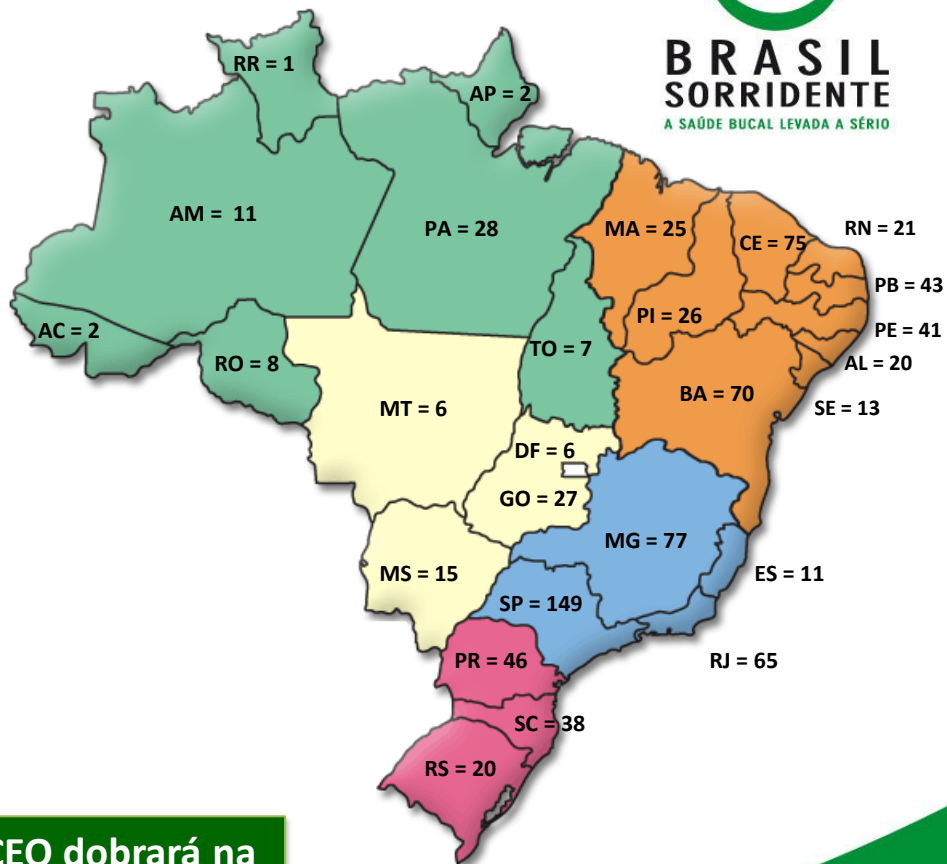 BRASIL
SORRIDENTE
A SAÚDE BUCAL LEVADA A SÉRIO
RR = 1
AP = 2
AM = 11
PA = 28
MA = 25
CE = 75
RN = 21
PB = 43
PI = 26
PE = 41
AC = 2
RO = 8
TO = 7
AL = 20
BA = 70
SE = 13
MT = 6
DF = 6
GO = 27
MG = 77
MS = 15
ES = 11
SP = 149
PR = 46
RJ = 65
SC = 38
RS = 20
CEO dobrará na